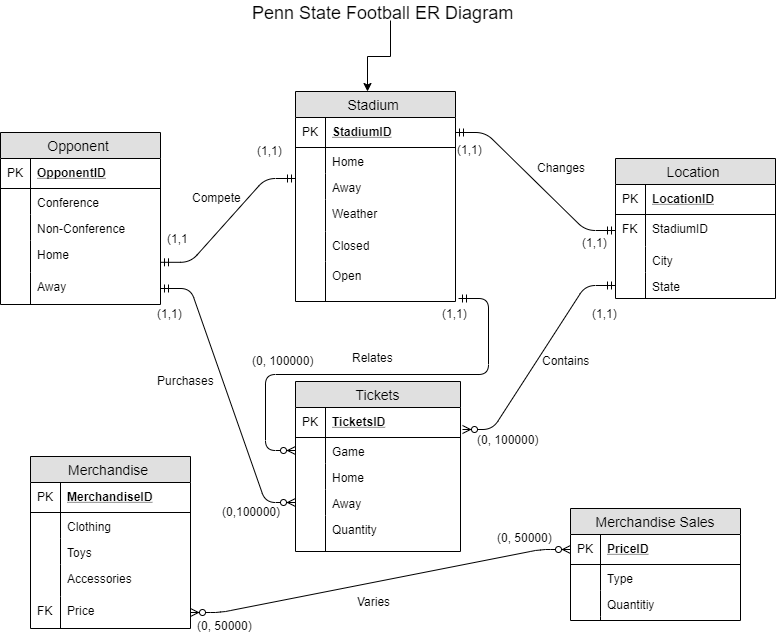 Penn State Football ER Diagram
Stadium
PK StadiumID
Home
Away
Weather
Closed
Open
Opponent
PK OpponentID
Conference
Non-Conference
Home
Away
Location
PK LocationID
FK StadiumID
City
State
(1,1)
Compete
(1,1
(1,1)
Changes
(1,1)
(1,1)
Purchases
(0,100000)
(1,1)
Relates
(0, 100000)
(1,1)
Contains
(0, 100000)
Tickets
PK TicketsID
Game
Home
Away
Quantity
Merchandise
PK MerchandiseID
Clothing
Toys
Accessories
FK Price
(0, 50000)
Varies
(0, 50000)
Merchandise Sales
PK PriceID
Type
Quantitiy